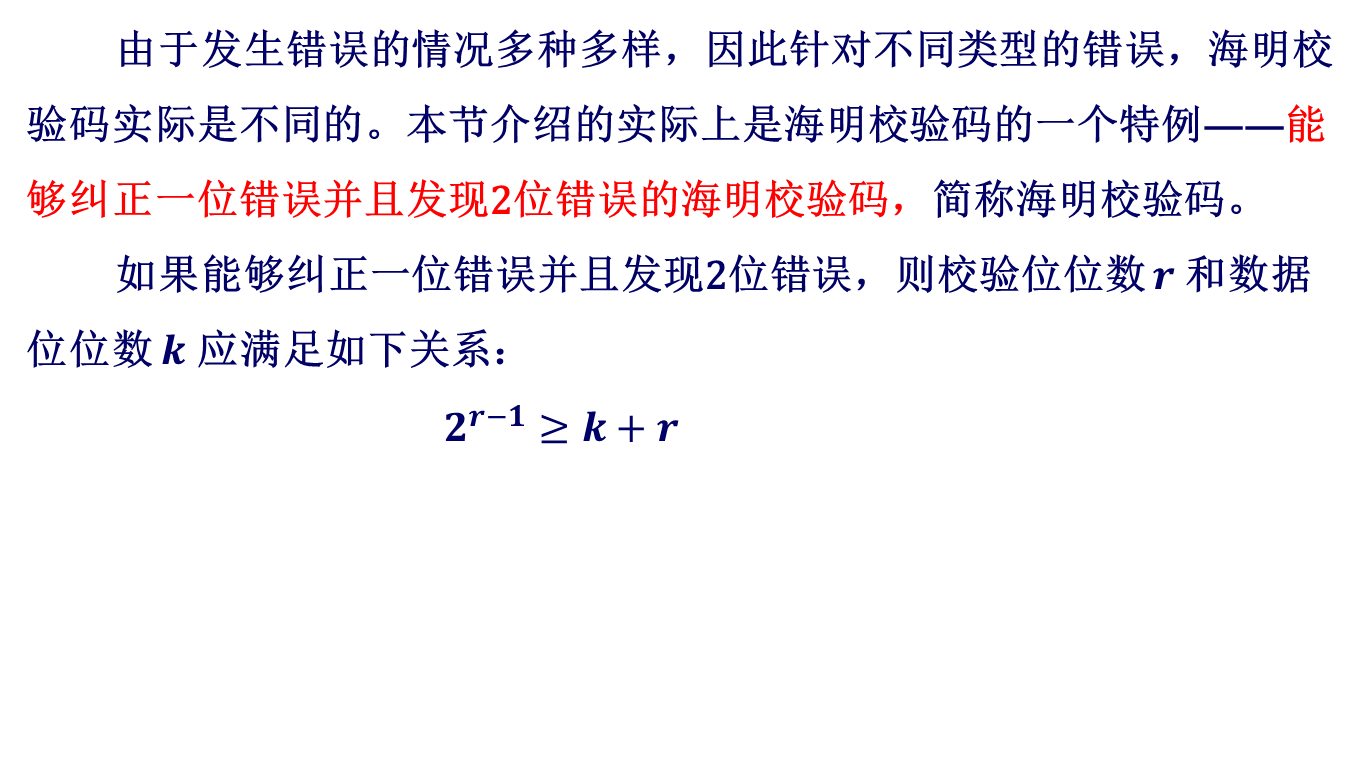 由于发生错误的情况多种多样，因此针对不同类型的错误，海明校
验码实际是不同的。本节介绍的实际上是海明校验码的一个特例——能
够纠正一位错误并且发现2位错误的海明校验码，简称海明校验码。
如果能够纠正一位错误并且发现2位错误，则校验位位数 r 和数据
位位数 k 应满足如下关系：
2^{r−1} ≥ k + r